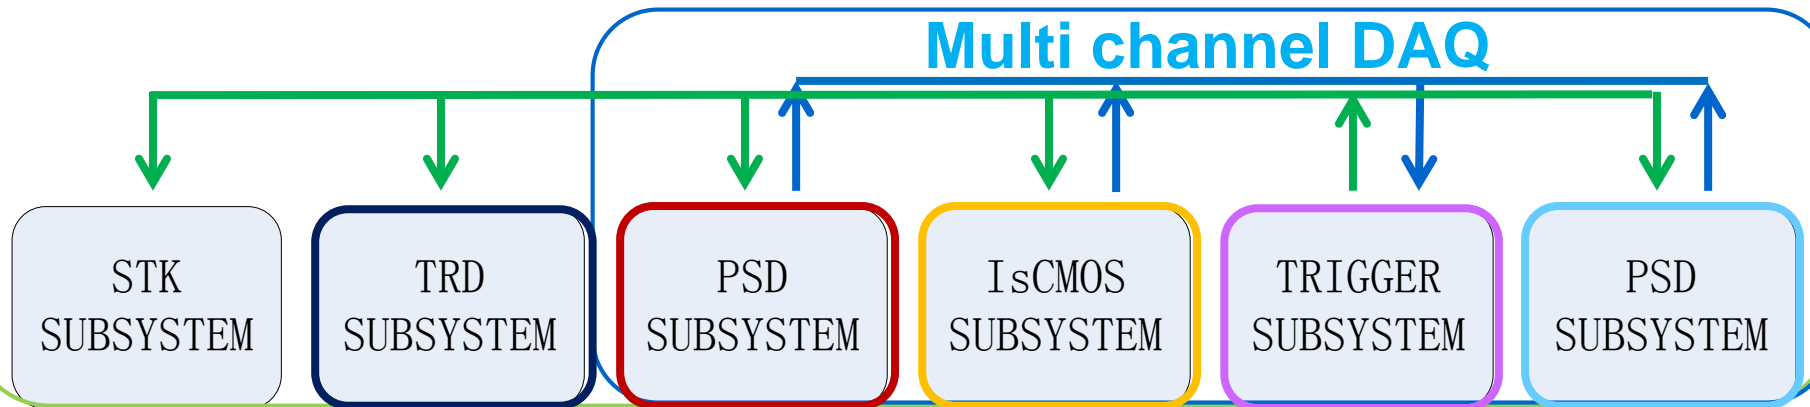 Multi channel DAQ
STK
SUBSYSTEM
TRD
SUBSYSTEM
PSD
SUBSYSTEM
IsCMOS
SUBSYSTEM
TRIGGER
SUBSYSTEM
PSD
SUBSYSTEM